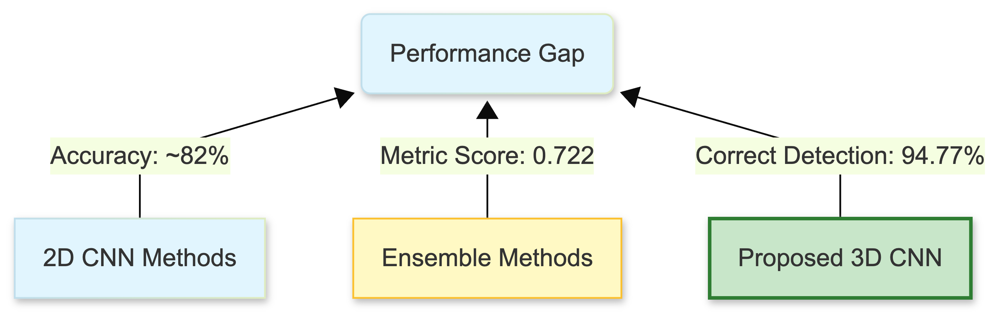 Performance Gap
Accuracy: ~82%
Metric Score: 0.722
Correct Detection: 94.77%
2D CNN Methods
Ensemble Methods
Proposed 3D CNN